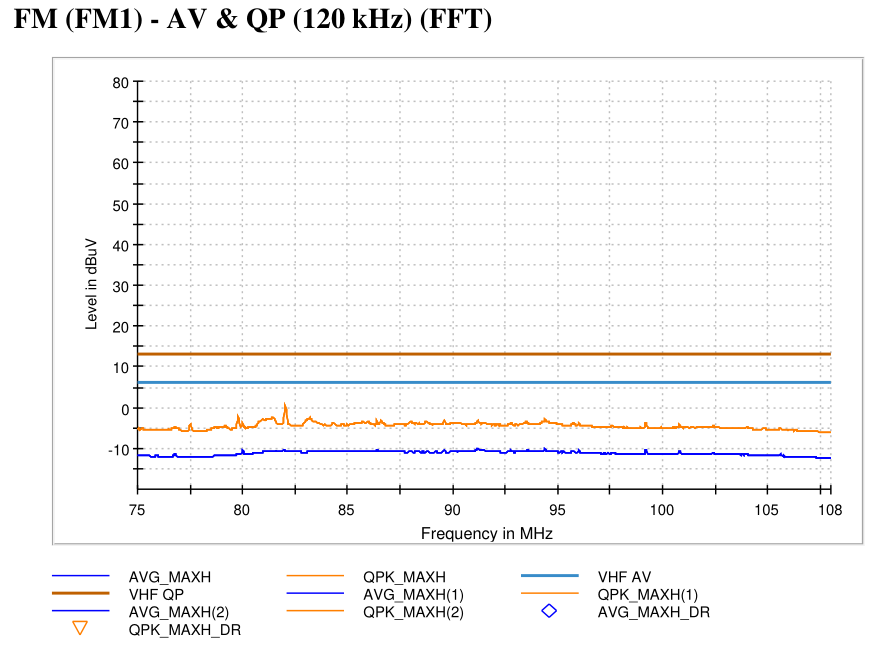 FM (FM1) - AV & QP (120 kHz) (FFT)
80
70
60
50
40
30
20
10
0
-10
Level in dBuV
75 80 85 90 95 100 105 108
Frequency in MHz
AVG_MAXH QPK_MAXH VHF AV
VHF QP AVG_MAXH(1) QPK_MAXH(1)
AVG_MAXH(2) QPK_MAXH(2) AVG_MAXH_DR
QPK_MAXH_DR